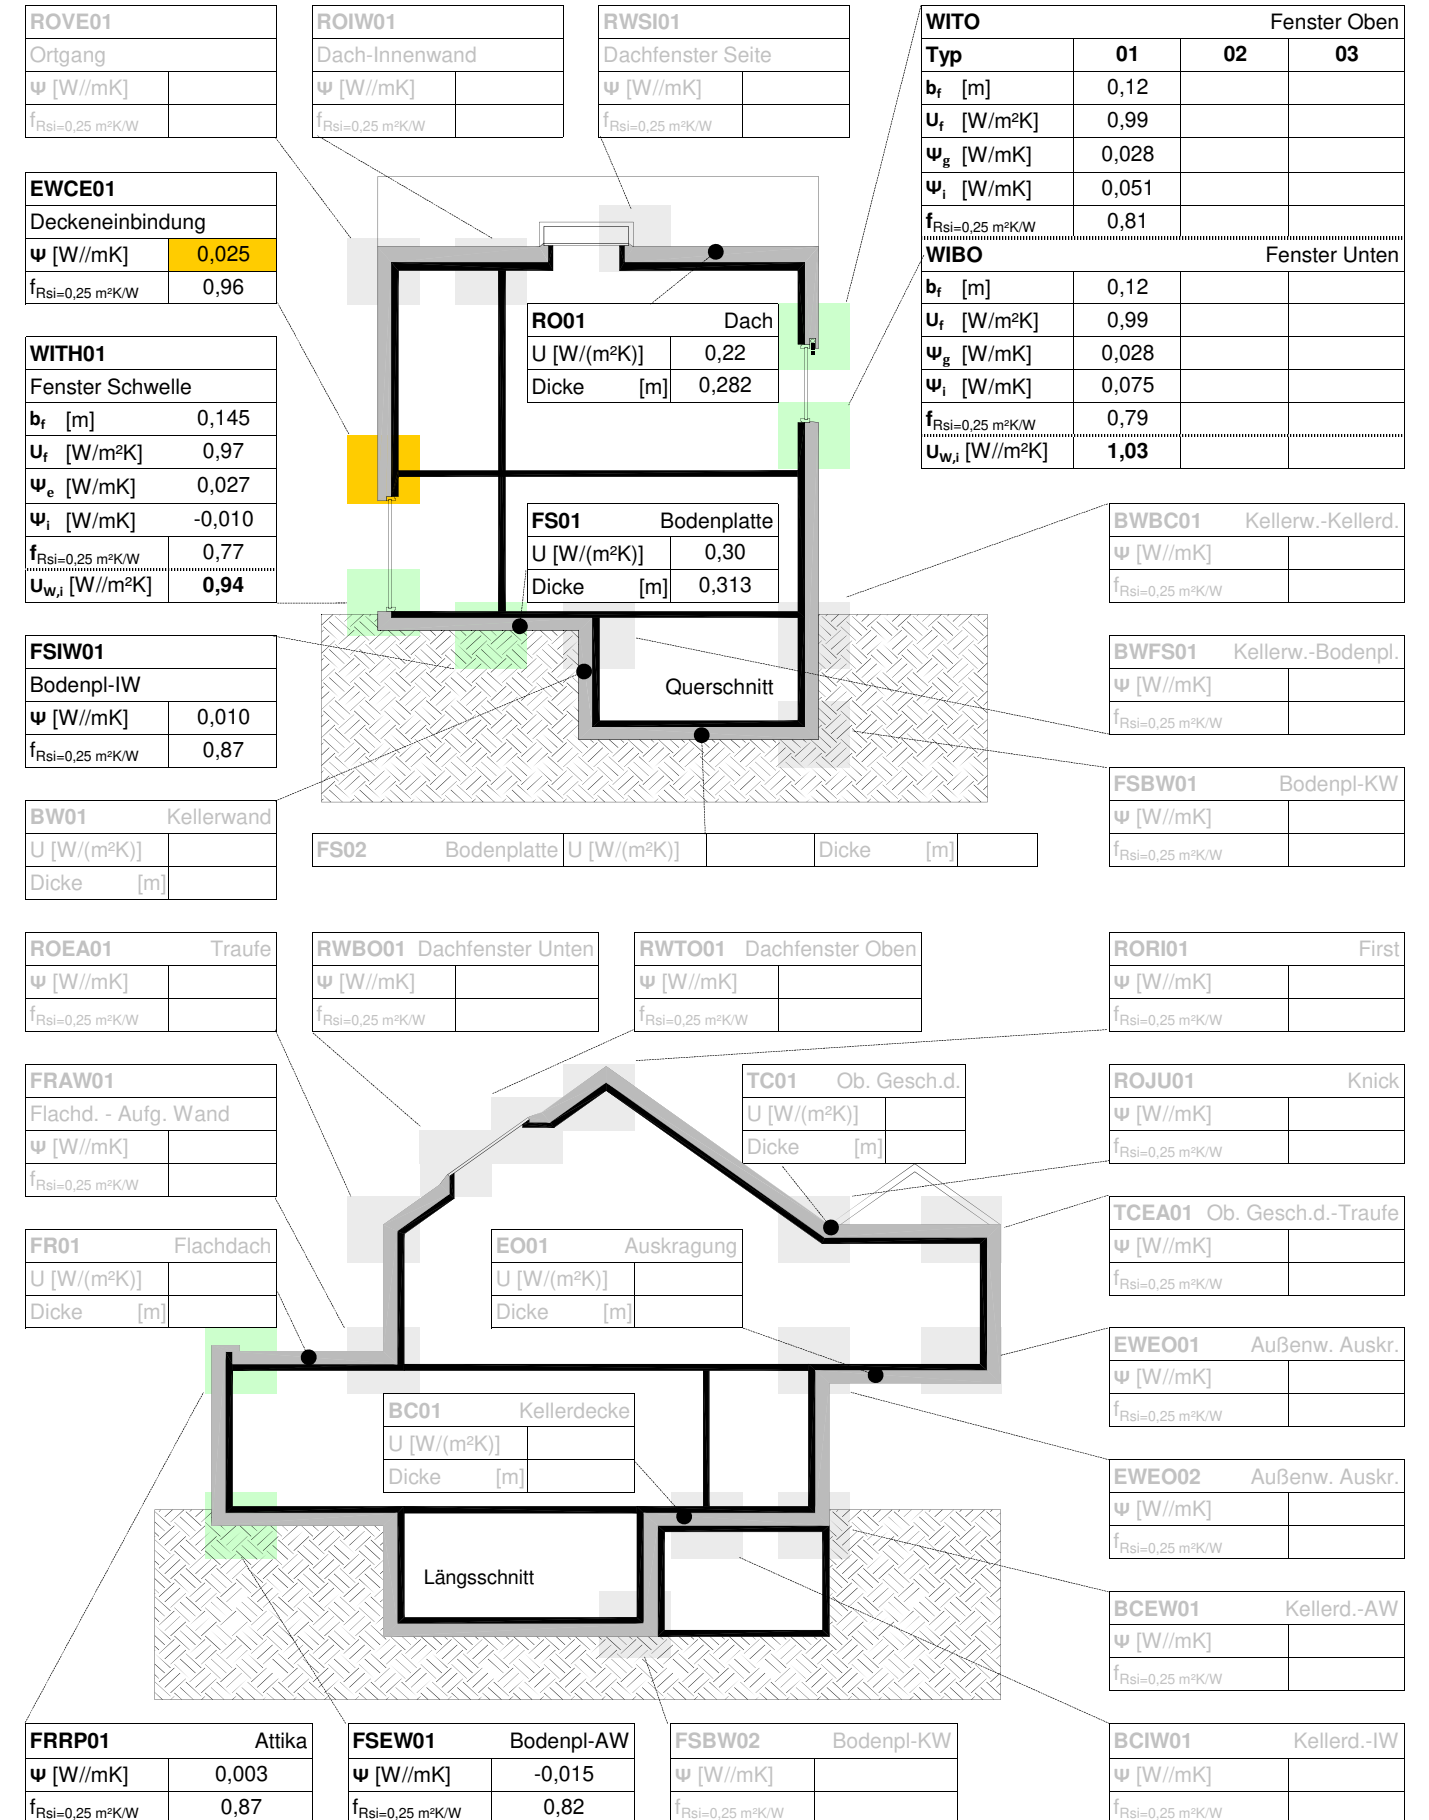 ROVE01
Ortgang
Ψ [W//mK]
fRsi=0,25 m²K/W
ROIW01
Dach-Innenwand
Ψ [W//mK]
fRsi=0,25 m²K/W
RWSI01
Dachfenster Seite
Ψ [W//mK]
fRsi=0,25 m²K/W
WITO Fenster Oben
Typ 01 02 03
bf [m] 0,12
Uf [W/m²K] 0,99
Ψg [W/mK] 0,028
Ψi [W/mK] 0,051
fRsi=0,25 m²K/W 0,81
WIBO Fenster Unten
bf [m] 0,12
Uf [W/m²K] 0,99
Ψg [W/mK] 0,028
Ψi [W/mK] 0,075
fRsi=0,25 m²K/W 0,79
UW,i [W//m²K] 1,03
EWCE01
Deckeneinbindung
Ψ [W//mK] 0,025
fRsi=0,25 m²K/W 0,96
WITH01
Fenster Schwelle
bf [m] 0,145
Uf [W/m²K] 0,97
Ψe [W/mK] 0,027
Ψi [W/mK] -0,010
fRsi=0,25 m²K/W 0,77
UW,i [W//m²K] 0,94
RO01 Dach
U [W/(m²K)] 0,22
Dicke [m] 0,282
FS01 Bodenplatte
U [W/(m²K)] 0,30
Dicke [m] 0,313
BWBC01 Kellerw.-Kellerd.
Ψ [W//mK]
fRsi=0,25 m²K/W
FSIW01
Bodenpl-IW
Ψ [W//mK] 0,010
fRsi=0,25 m²K/W 0,87
Querschnitt
BWFS01 Kellerw.-Bodenpl.
Ψ [W//mK]
fRsi=0,25 m²K/W
FSBW01 Bodenpl-KW
Ψ [W//mK]
fRsi=0,25 m²K/W
BW01 Kellerwand
U [W/(m²K)]
Dicke [m]
FS02 Bodenplatte U [W/(m²K)] Dicke [m]
ROEA01 Traufe
Ψ [W//mK]
fRsi=0,25 m²K/W
RWBO01 Dachfenster Unten
Ψ [W//mK]
fRsi=0,25 m²K/W
RWTO01 Dachfenster Oben
Ψ [W//mK]
fRsi=0,25 m²K/W
RORI01 First
Ψ [W//mK]
fRsi=0,25 m²K/W
FRAW01
Flachd. - Aufg. Wand
Ψ [W//mK]
fRsi=0,25 m²K/W
TC01 Ob. Gesch.d.
U [W/(m²K)]
Dicke [m]
ROJU01 Knick
Ψ [W//mK]
fRsi=0,25 m²K/W
TCEA01 Ob. Gesch.d.-Traufe
Ψ [W//mK]
fRsi=0,25 m²K/W
FR01 Flachdach
U [W/(m²K)]
Dicke [m]
EO01 Auskragung
U [W/(m²K)]
Dicke [m]
EWEO01 Außenw. Auskr.
Ψ [W//mK]
fRsi=0,25 m²K/W
BC01 Kellerdecke
U [W/(m²K)]
Dicke [m]
EWEO02 Außenw. Auskr.
Ψ [W//mK]
fRsi=0,25 m²K/W
Längsschnitt
BCEW01 Kellerd.-AW
Ψ [W//mK]
fRsi=0,25 m²K/W
FRRP01 Attika
Ψ [W//mK] 0,003
fRsi=0,25 m²K/W 0,87
FSEW01 Bodenpl-AW
Ψ [W//mK] -0,015
fRsi=0,25 m²K/W 0,82
FSBW02 Bodenpl-KW
Ψ [W//mK]
fRsi=0,25 m²K/W
BCIW01 Kellerd.-IW
Ψ [W//mK]
fRsi=0,25 m²K/W